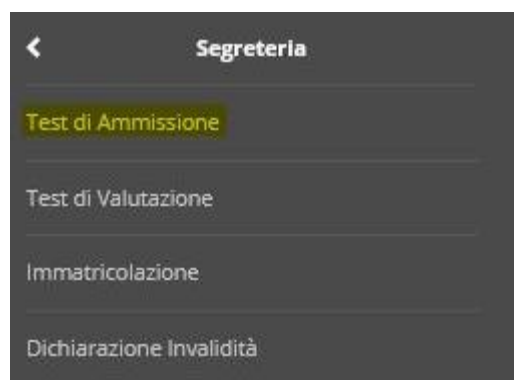 Segreteria
Test di Ammissione
Test di Valutazione
Immatricolazione
Dichiarazione Invalidità